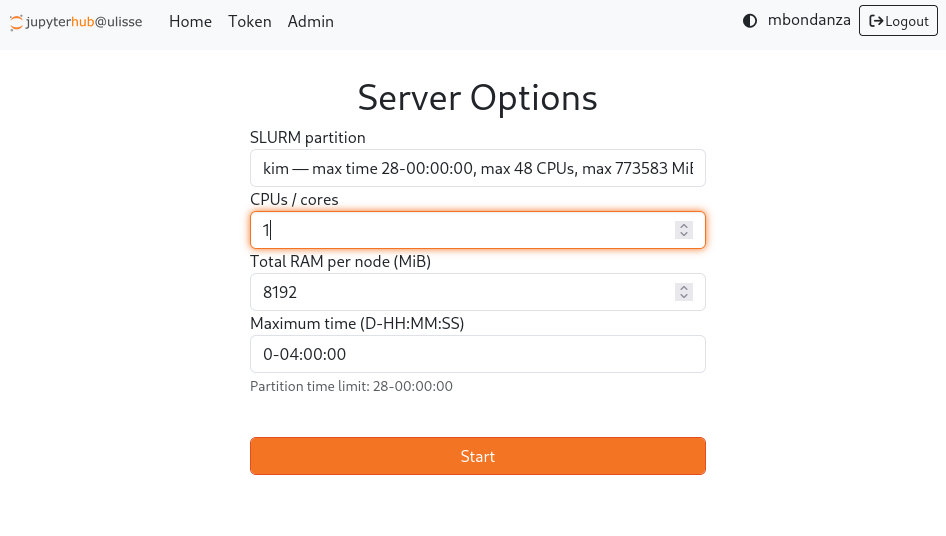 jupyterhub@ulisse Home Token Admin mbondanza Logout
Server Options
SLURM partition
kim — max time 28-00:00:00, max 48 CPUs, max 773583 MiB
CPUs / cores
1
Total RAM per node (MiB)
8192
Maximum time (D-HH:MM:SS)
0-04:00:00
Partition time limit: 28-00:00:00
Start